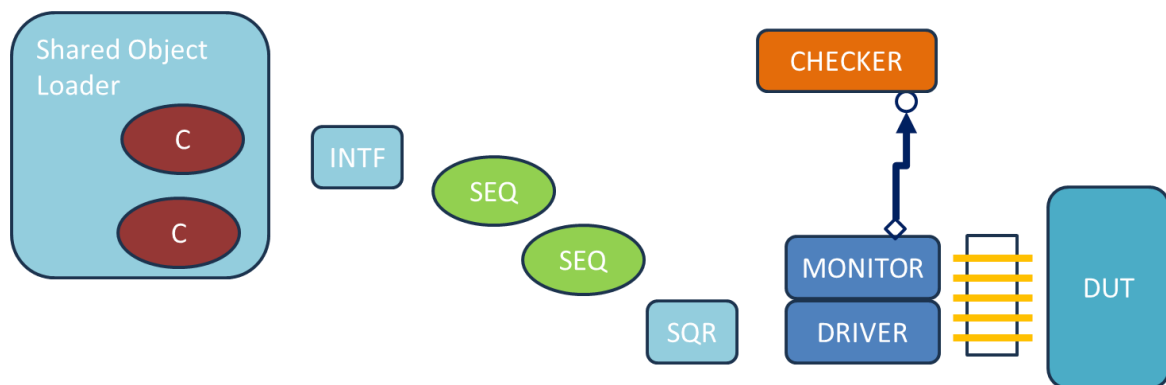 Shared Object
Loader
C
C
INTF
SEQ
SEQ
SQR
CHECKER
MONITOR
DRIVER
DUT